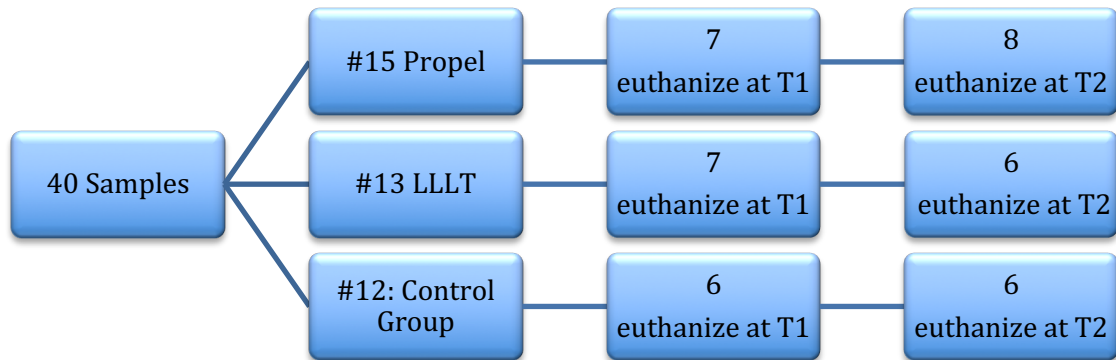 40 Samples
#15 Propel
7
euthanize at T1
8
euthanize at T2
#13 LLLT
7
euthanize at T1
6
euthanize at T2
#12: Control
Group
6
euthanize at T1
6
euthanize at T2